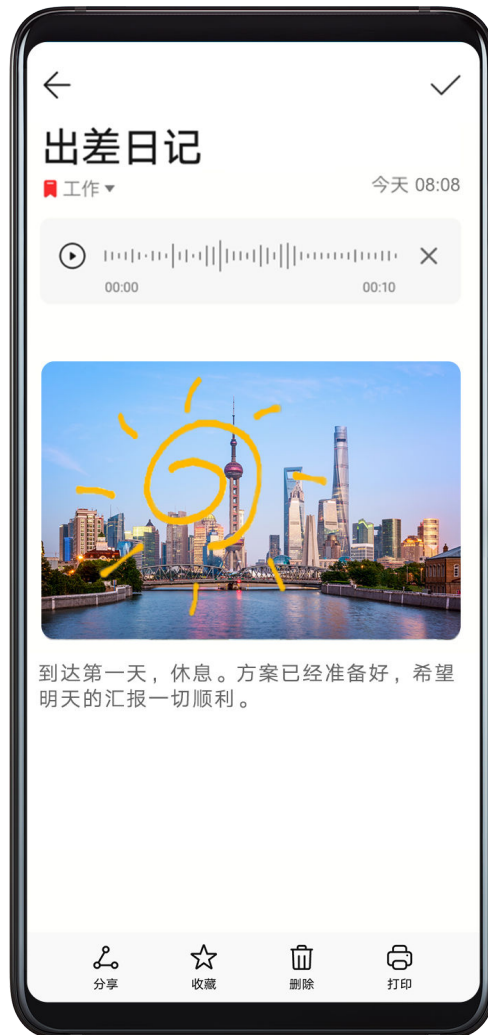 出差日记
工作
今天 08:08
00:00
00:10
到达第一天，休息。方案已经准备好，希望
明天的汇报一切顺利。
分享
收藏
删除
打印